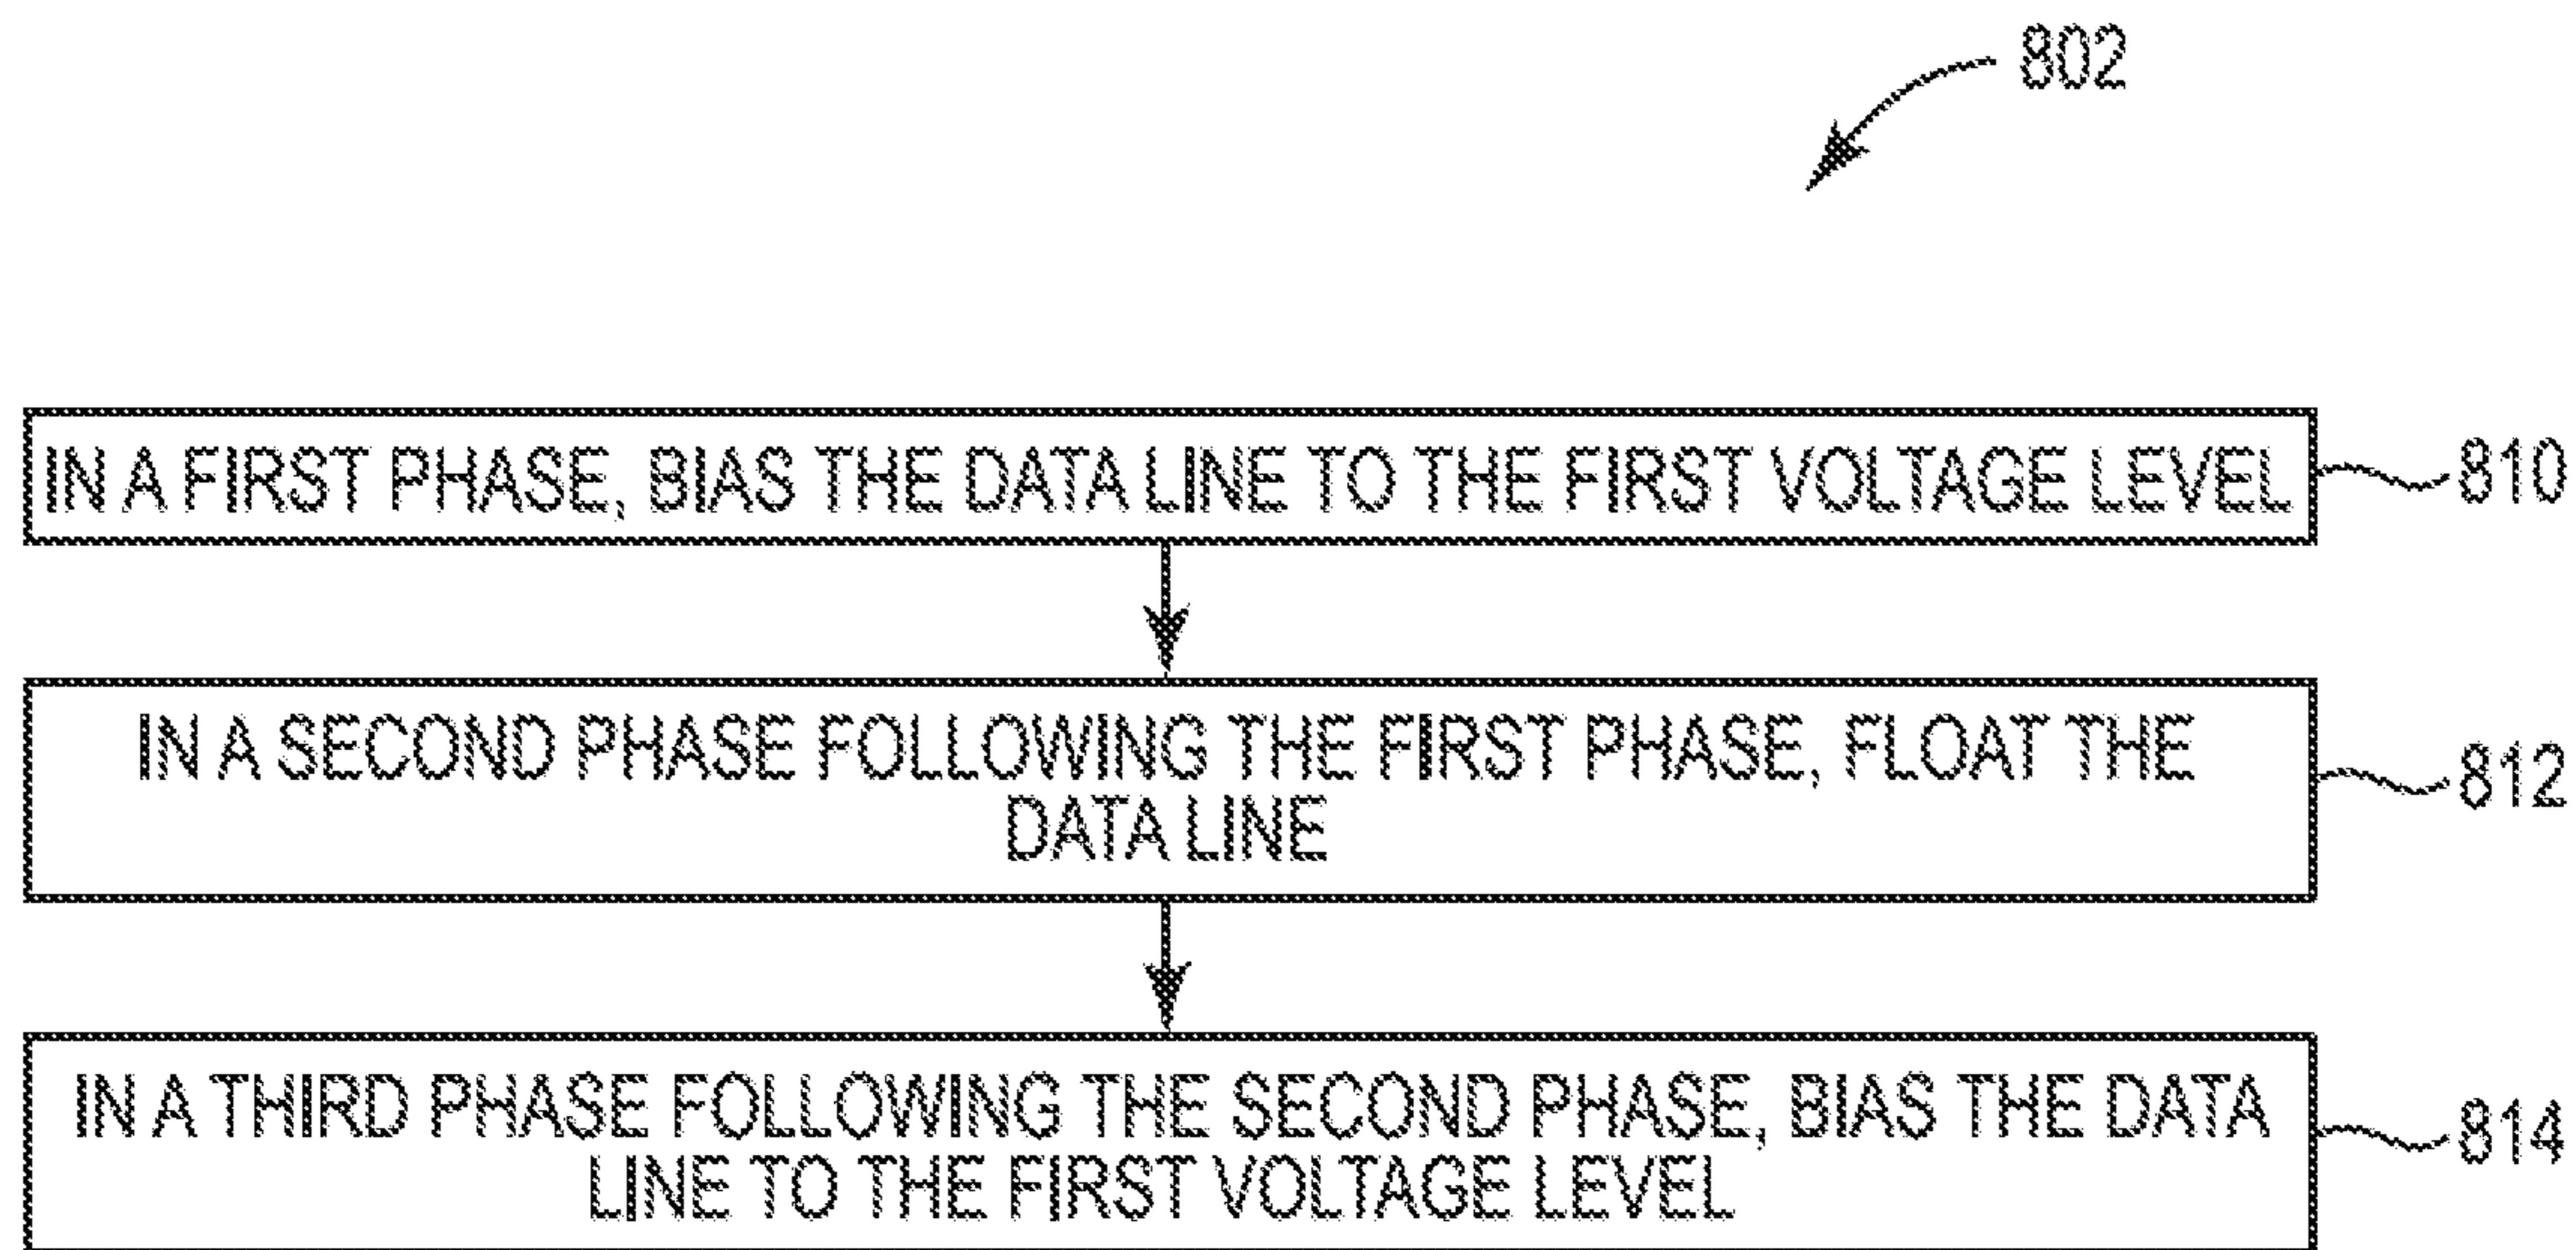 802
IN A FIRST PHASE, BIAS THE DATA LINE TO THE FIRST VOLTAGE LEVEL
810
IN A SECOND PHASE FOLLOWING THE FIRST PHASE, FLOAT THE
DATA LINE
812
IN A THIRD PHASE FOLLOWING THE SECOND PHASE, BIAS THE DATA
LINE TO THE FIRST VOLTAGE LEVEL
814